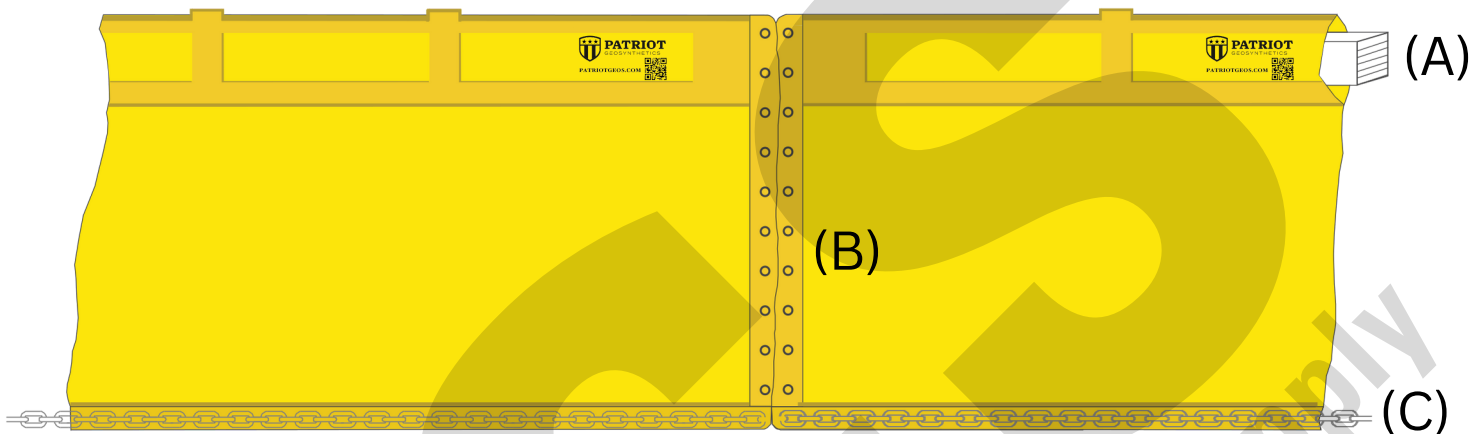 PATRIOT
GEOSYNTHETICS
PATRIOTGEOS.COM
PATRIOT
GEOSYNTHETICS
PATRIOTGEOS.COM
(A)
(B)
(C)